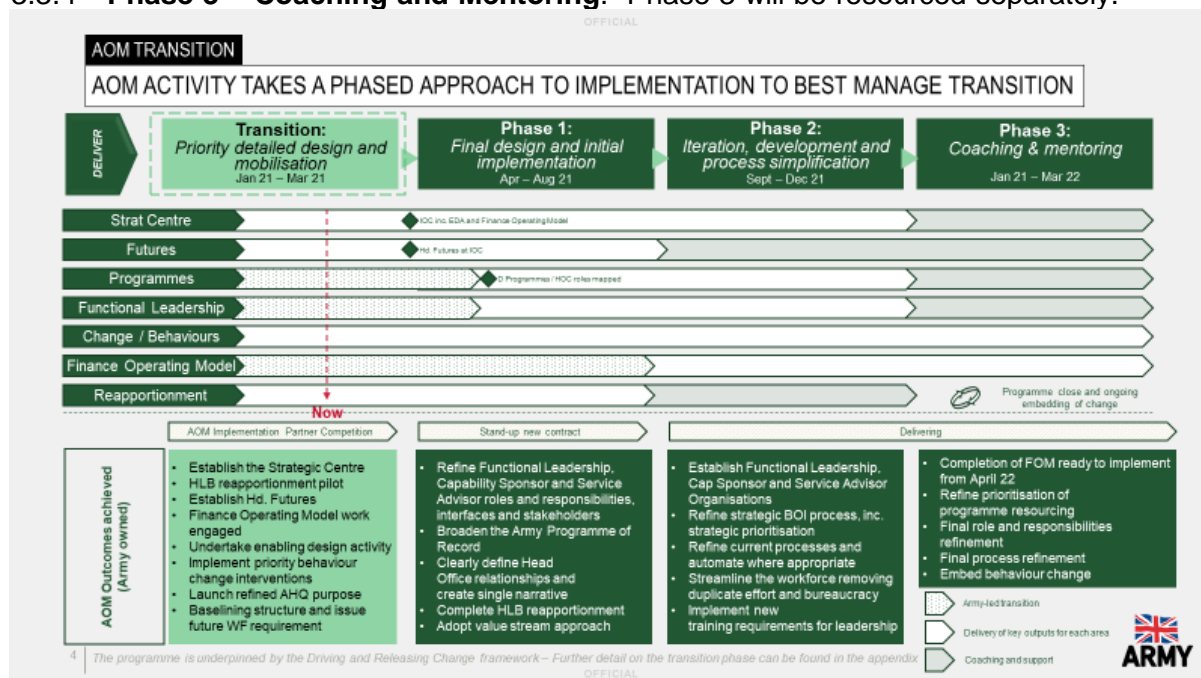 3.3.4 Phase 3 – Coaching and Mentoring. Phase 3 will be resourced separately.
OFFICIAL
AOM TRANSITION
AOM ACTIVITY TAKES A PHASED APPROACH TO IMPLEMENTATION TO BEST MANAGE TRANSITION
DELIVER
Transition:
Priority detailed design and
mobilisation
Jan 21 – Mar 21
Phase 1:
Final design and initial
implementation
Apr – Aug 21
Phase 2:
Iteration, development and
process simplification
Sept – Dec 21
Phase 3:
Coaching & mentoring
Jan 21 – Mar 22
Strat Centre
IOC inc. EDA and Finance Operating Model
Futures
Hd. Futures at IOC
Programmes
D Programmes / HOC roles mapped
Functional Leadership
Change / Behaviours
Finance Operating Model
Reapportionment
Now
Programme close and ongoing
embedding of change
AOM Implementation Partner Competition
Stand-up new contract
Delivering
AOM Outcomes achieved
(Army owned)
• Establish the Strategic Centre
• HLB reapportionment pilot
• Establish Hd. Futures
• Finance Operating Model work
engaged
• Undertake enabling design activity
• Implement priority behaviour
change interventions
• Launch refined AHQ purpose
• Baselining structure and issue
future WF requirement
• Refine Functional Leadership,
Capability Sponsor and Service
Advisor roles and responsibilities,
interfaces and stakeholders
• Broaden the Army Programme of
Record
• Clearly define Head
Office relationships and
create single narrative
• Complete HLB reapportionment
• Adopt value stream approach
• Establish Functional Leadership,
Cap Sponsor and Service Advisor
Organisations
• Refine strategic BOI process, inc.
strategic prioritisation
• Refine current processes and
automate where appropriate
• Streamline the workforce removing
duplicate effort and bureaucracy
• Implement new
training requirements for leadership
• Completion of FOM ready to implement
from April 22
• Refine prioritisation of
programme resourcing
• Final role and responsibilities
refinement
• Final process refinement
• Embed behaviour change
Army-led transition
Delivery of key outputs for each area
Coaching and support
ARMY
4 The programme is underpinned by the Driving and Releasing Change framework – Further detail on the transition phase can be found in the appendix
OFFICIAL